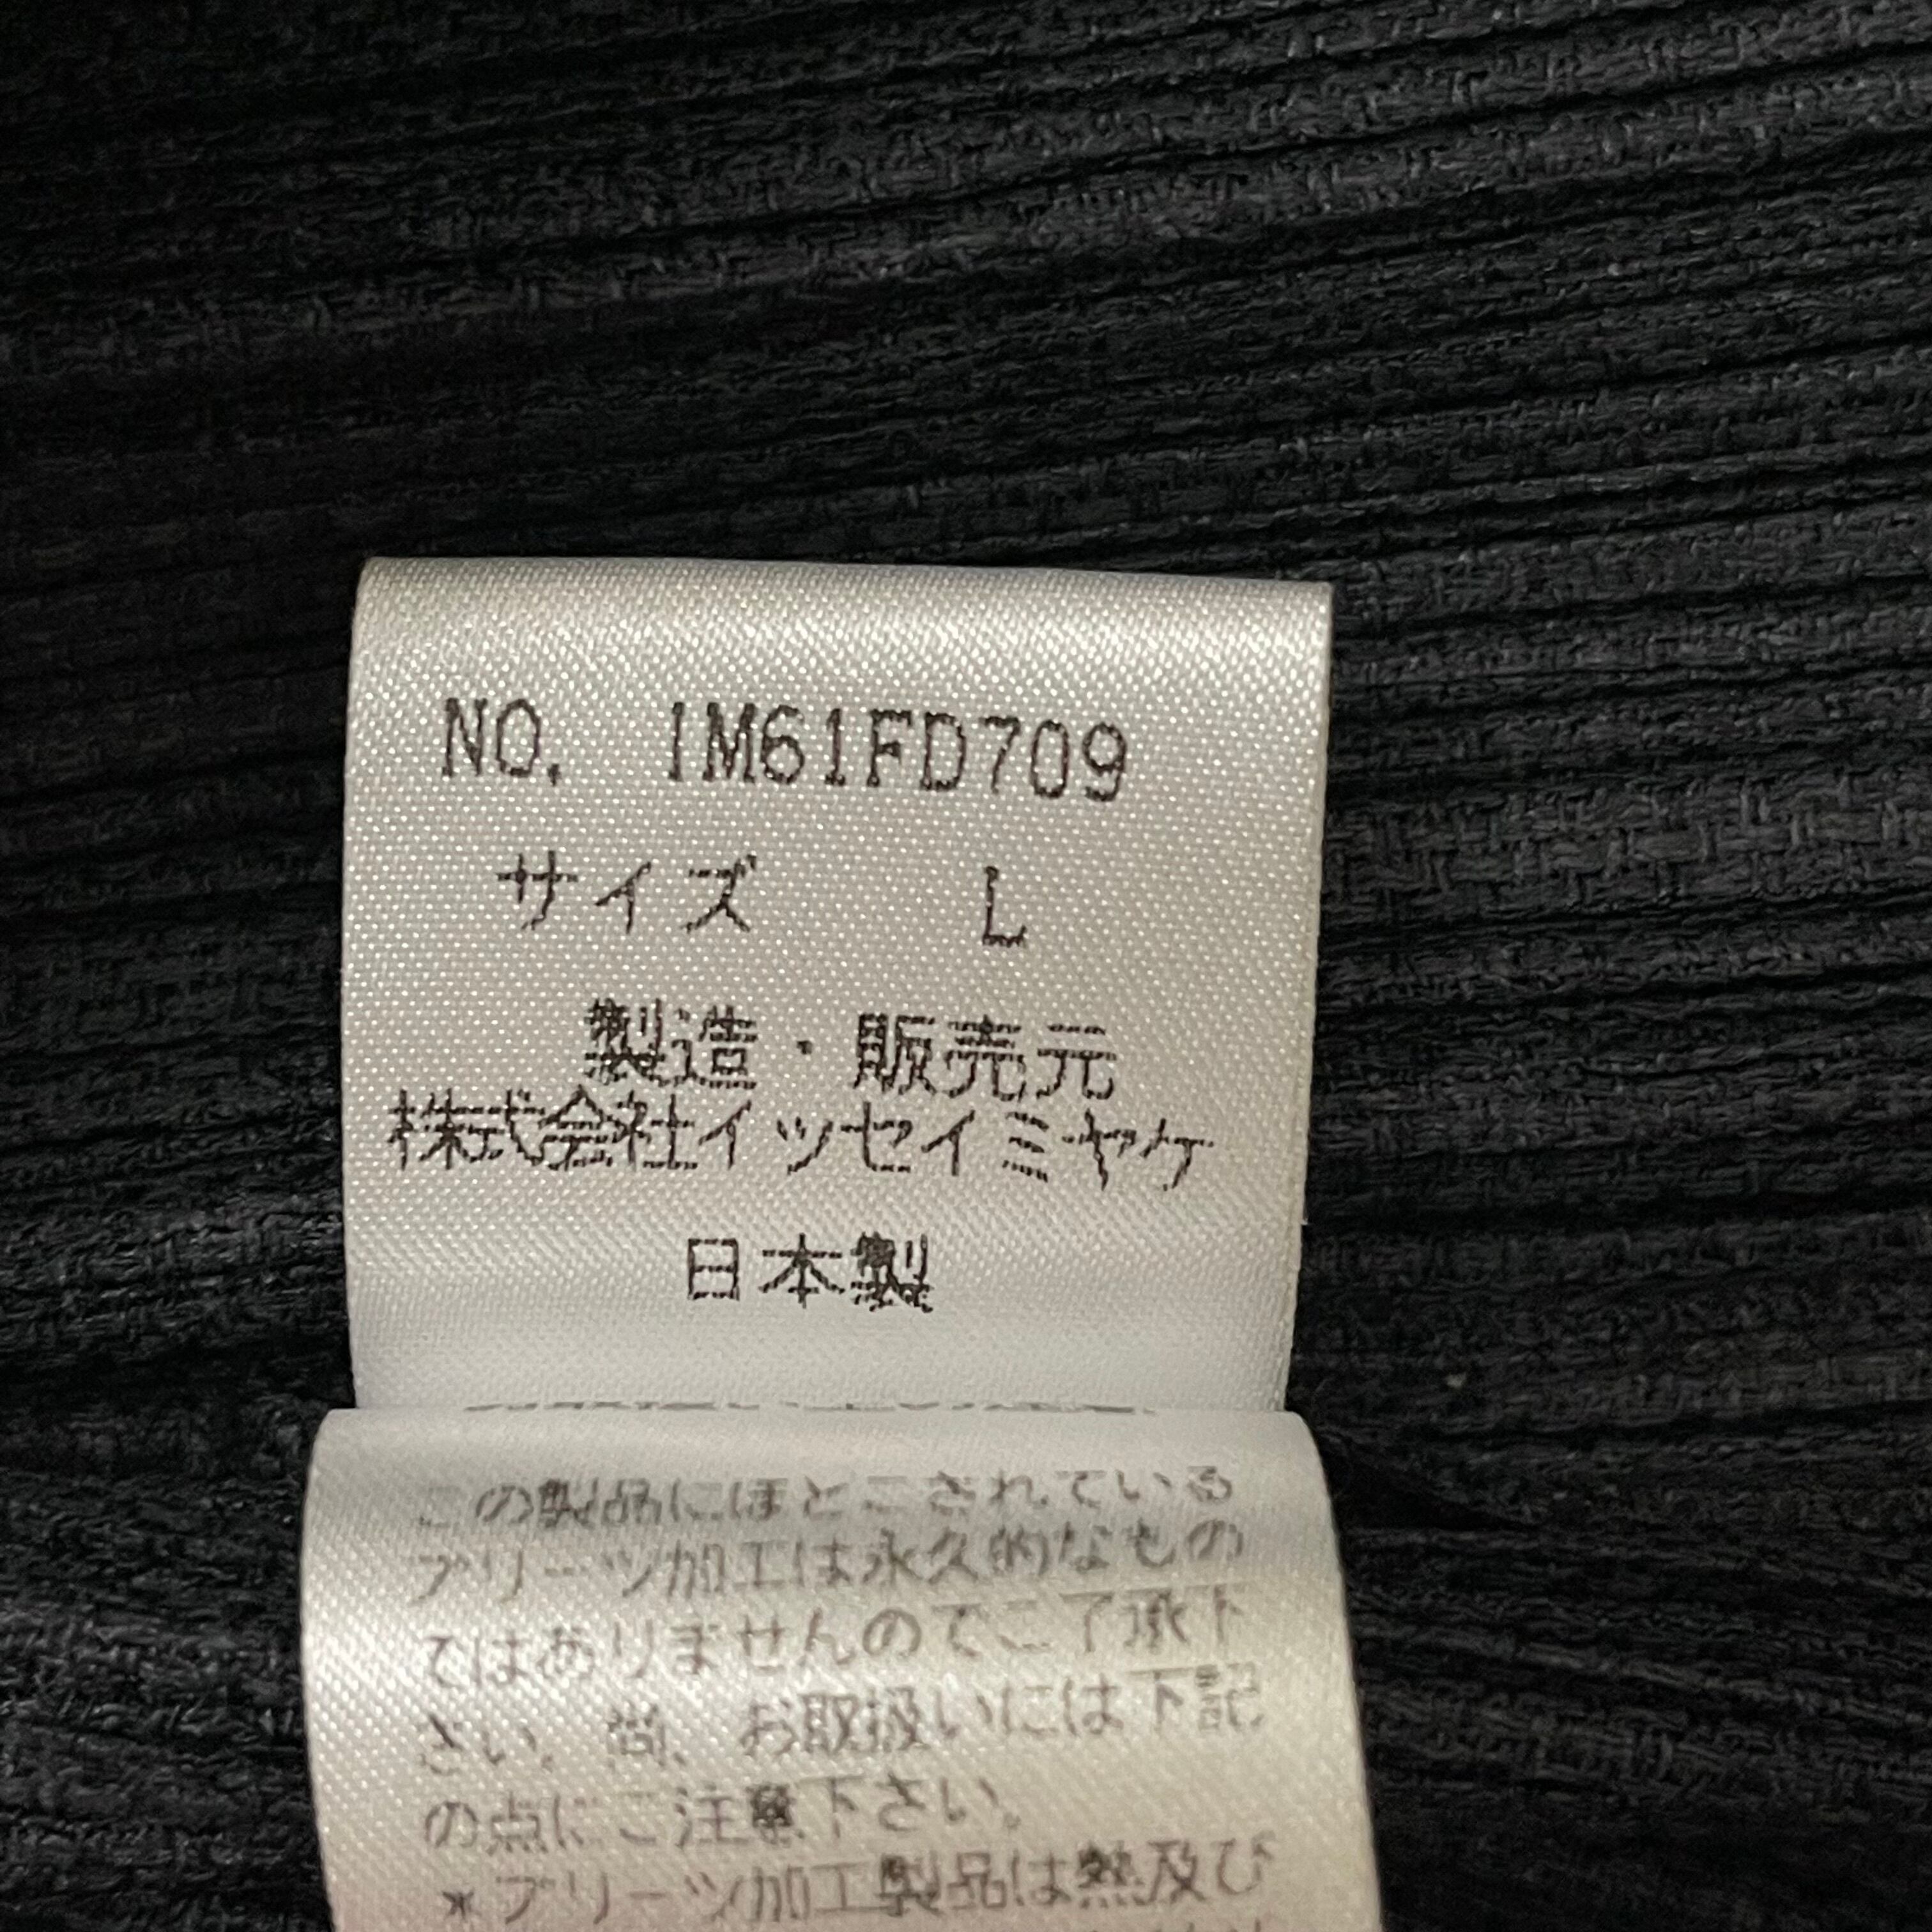 NO. IM61FD709
サイズ L
製造・販売元
株式会社イッセイミヤケ
日本製
この製品にほどこされている
プリーツ加工は永久的なもの
ではありませんのでご了承下
さい。尚、お取扱いには下記
の点にご注意下さい。
*プリーツ加工製品は熱及び